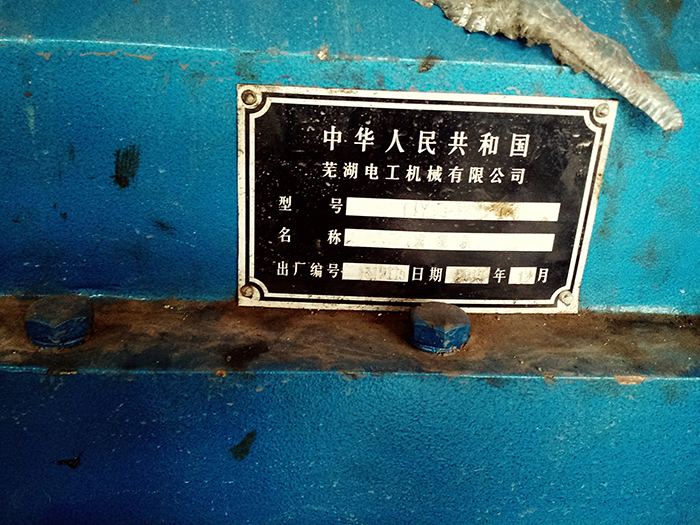 中华人民共和国
芜湖电工机械有限公司
型 号
名 称
出厂编号 日期 年 月